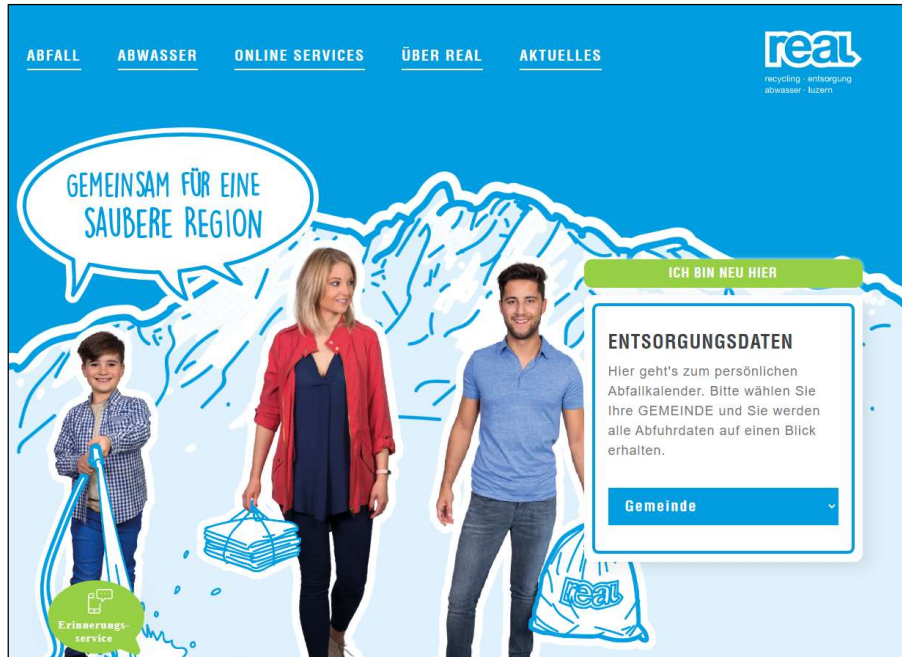 ABFALL ABWASSER ONLINE SERVICES ÜBER REAL AKTUELLES
real
recycling - entsorgung
abwasser - luzern
GEMEINSAM FÜR EINE
SAUBERE REGION
ICH BIN NEU HIER
ENTSORGUNGSDATEN
Hier geht's zum persönlichen
Abfallkalender. Bitte wählen Sie
Ihre GEMEINDE und Sie werden
alle Abfuhrdaten auf einen Blick
erhalten.
Gemeinde
real
Erinnerungs-
service